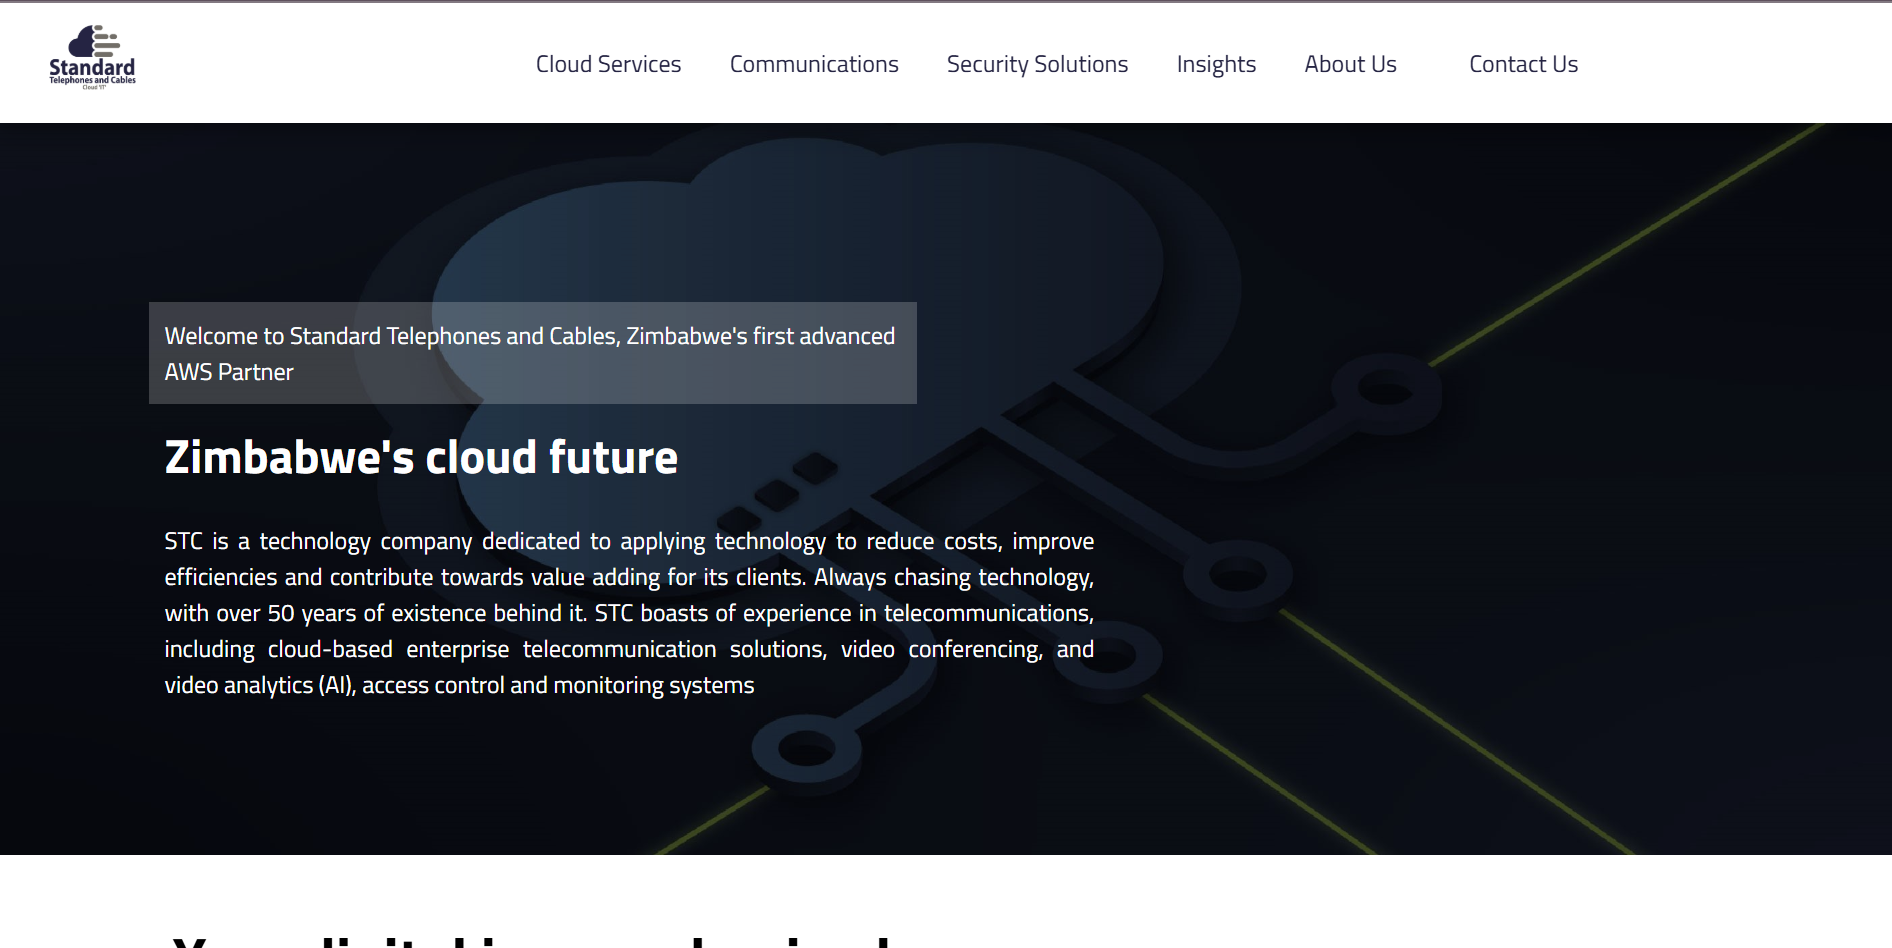 Standard
Telephones and Cables
Cloud 'IT'
Cloud Services
Communications
Security Solutions
Insights
About Us
Contact Us
Welcome to Standard Telephones and Cables, Zimbabwe's first advanced
AWS Partner
Zimbabwe's cloud future
STC is a technology company dedicated to applying technology to reduce costs, improve
efficiencies and contribute towards value adding for its clients. Always chasing technology,
with over 50 years of existence behind it. STC boasts of experience in telecommunications,
including cloud-based enterprise telecommunication solutions, video conferencing, and
video analytics (AI), access control and monitoring systems